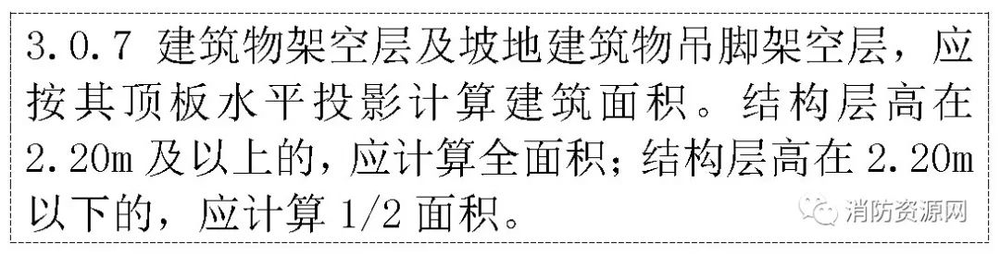 3.0.7 建筑物架空层及坡地建筑物吊脚架空层，应
按其顶板水平投影计算建筑面积。结构层高在
2.20m 及以上的，应计算全面积；结构层高在 2.20m
以下的，应计算 1/2 面积。
消防资源网